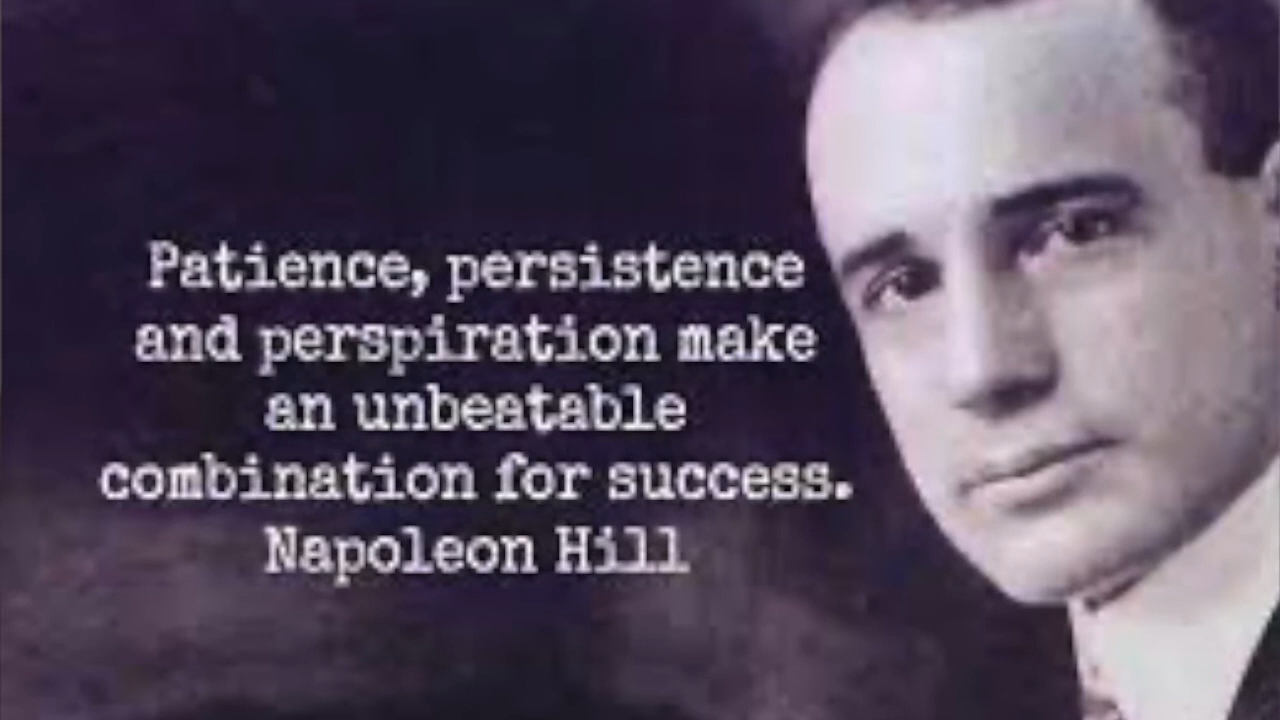 Patience, persistence
and perspiration make
an unbeatable
combination for success.
Napoleon Hill